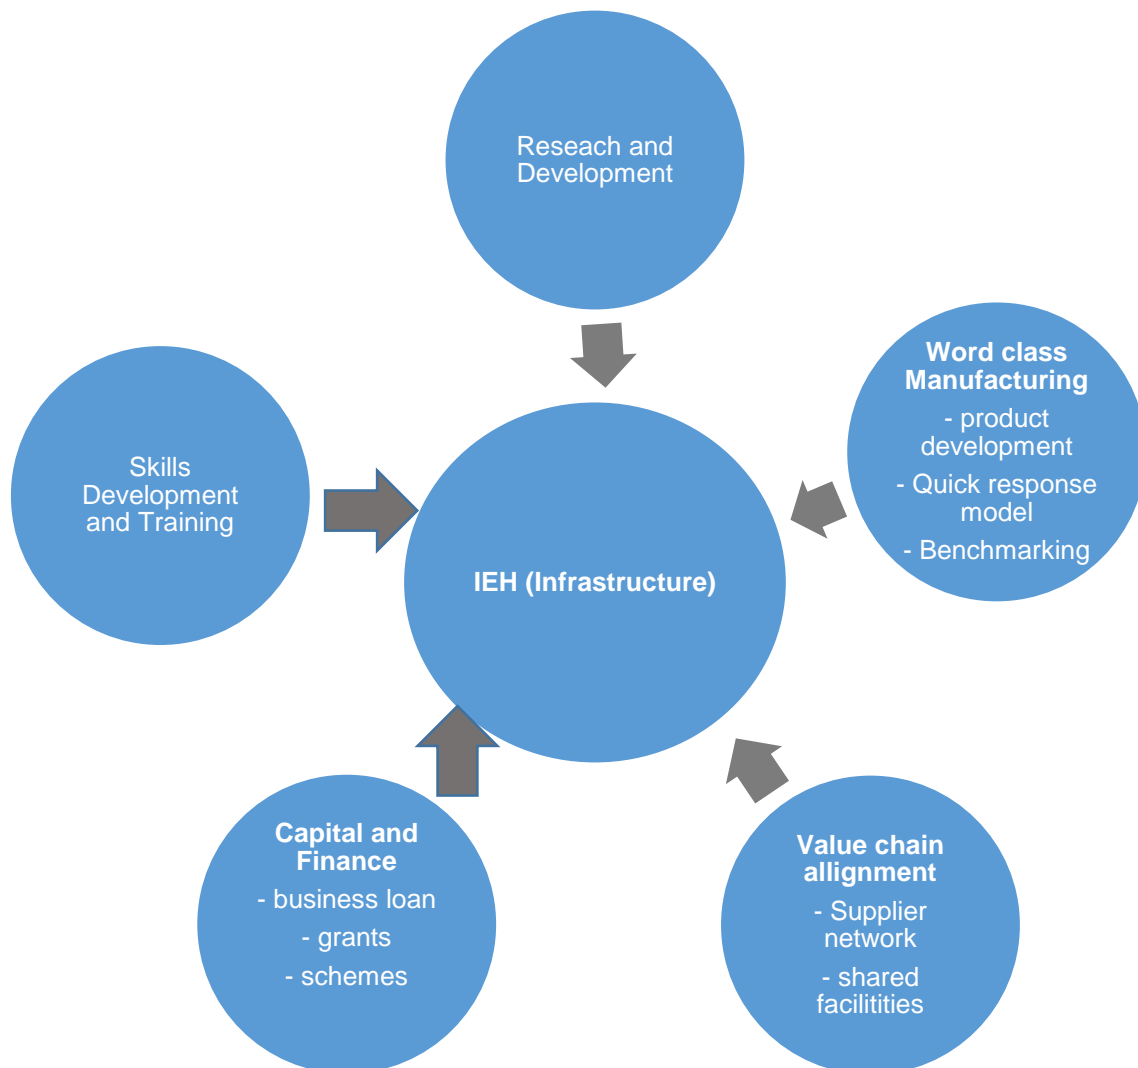 Reseach and
Development
Word class
Manufacturing
- product
development
- Quick response
model
- Benchmarking
Skills
Development
and Training
IEH (Infrastructure)
Capital and
Finance
- business loan
- grants
- schemes
Value chain
allignment
- Supplier
network
- shared
facilitities